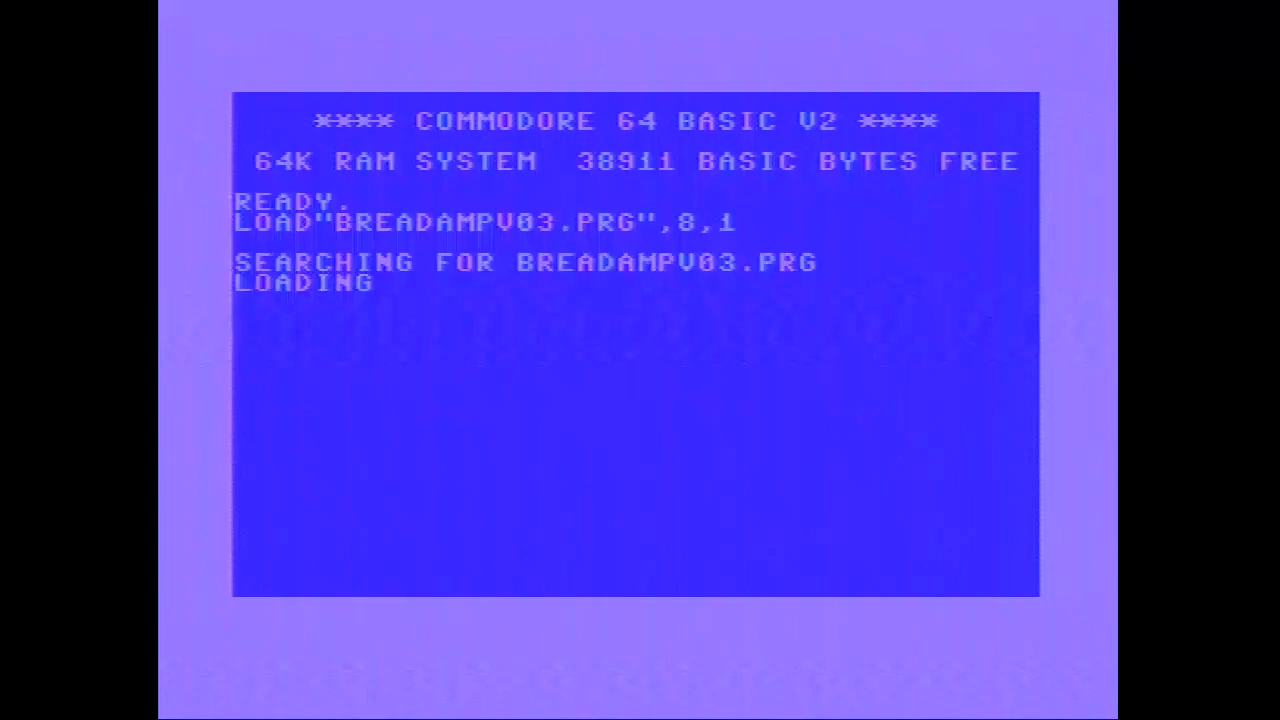 **** COMMODORE 64 BASIC V2 ****
64K RAM SYSTEM  38911 BASIC BYTES FREE
READY.
LOAD"BREADAMPV03.PRG",8,1
SEARCHING FOR BREADAMPV03.PRG
LOADING